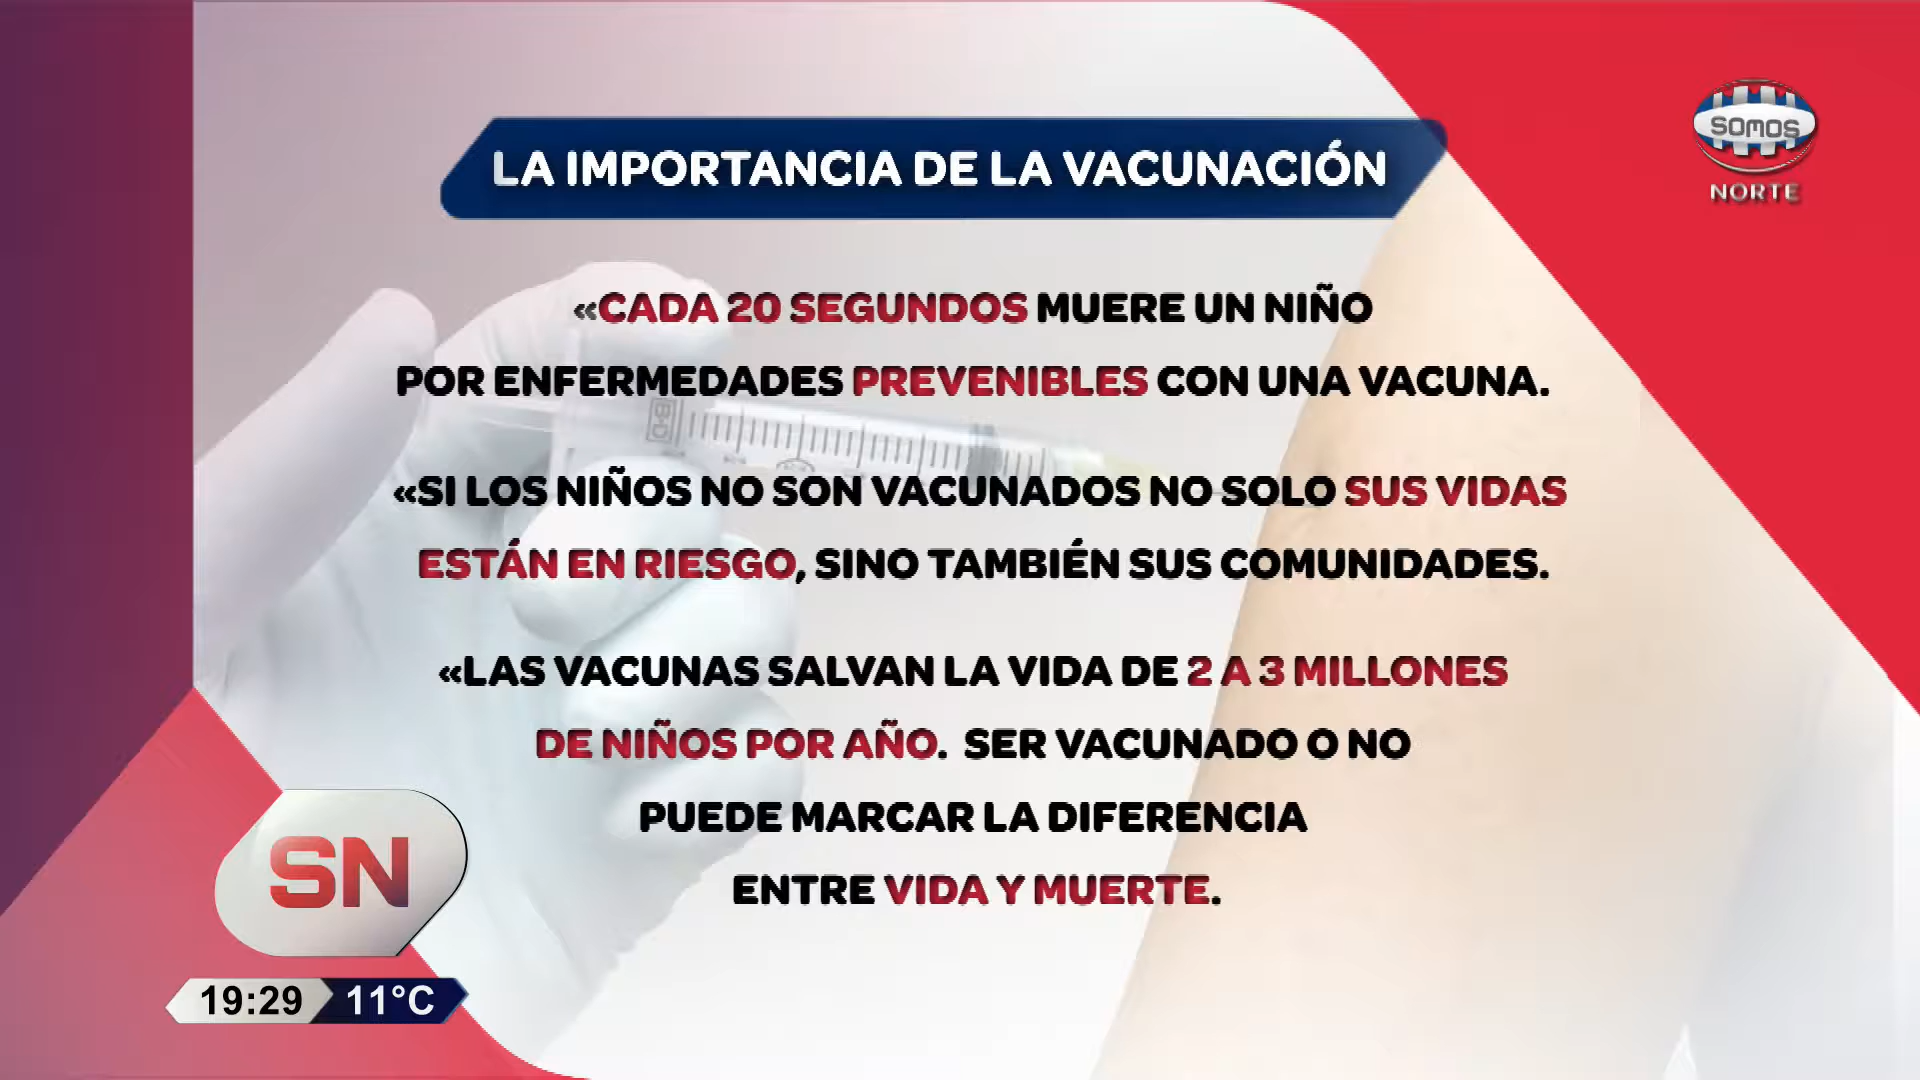 SOMOS
NORTE
LA IMPORTANCIA DE LA VACUNACIÓN
«CADA 20 SEGUNDOS MUERE UN NIÑO
POR ENFERMEDADES PREVENIBLES CON UNA VACUNA.
B-D
«SI LOS NIÑOS NO SON VACUNADOS NO SOLO SUS VIDAS
ESTÁN EN RIESGO, SINO TAMBIÉN SUS COMUNIDADES.
«LAS VACUNAS SALVAN LA VIDA DE 2 A 3 MILLONES
DE NIÑOS POR AÑO. SER VACUNADO O NO
PUEDE MARCAR LA DIFERENCIA
ENTRE VIDA Y MUERTE.
SN
19:29 11°C